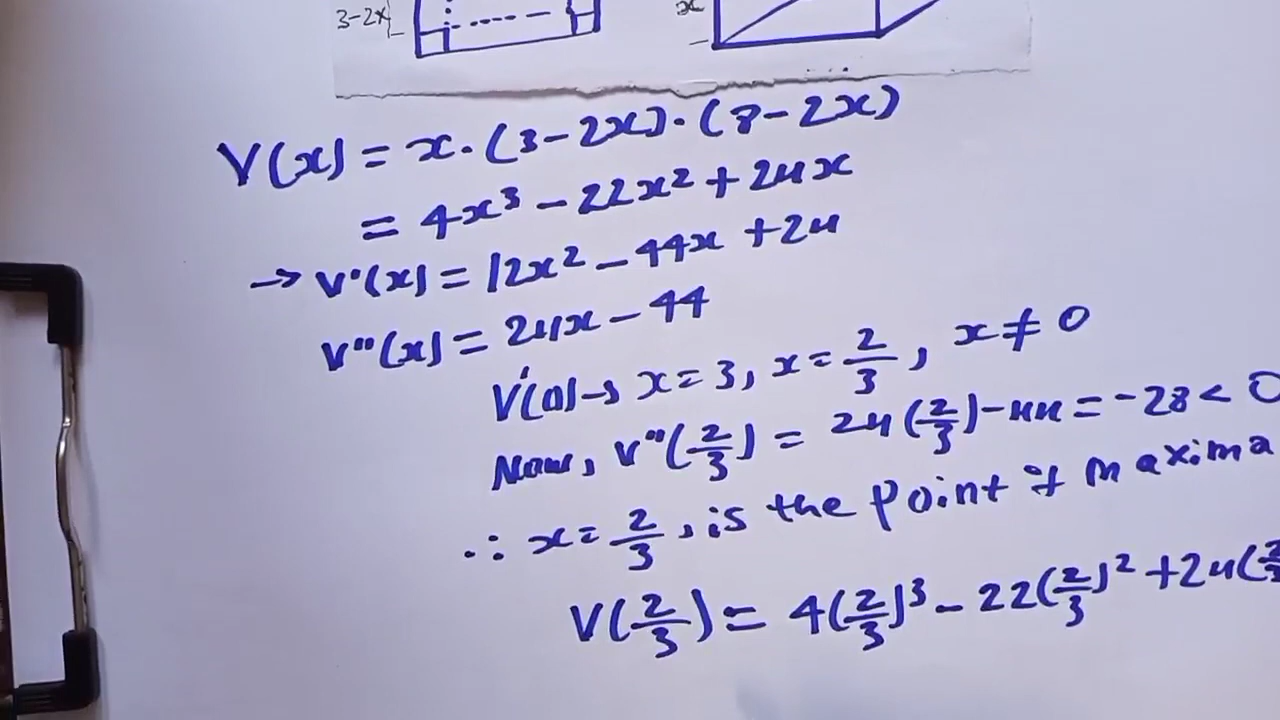 3-2x
x
V(x) = x·(3-2x)·(8-2x)
= 4x³ - 22x² + 24x
→ V'(x) = 12x² - 44x + 24
V''(x) = 24x - 44
V'(0) → x = 3, x = 2/3, x ≠ 0
Now, V''(2/3) = 24(2/3) - 44 = -28 < 0
∴ x = 2/3, is the point of maxima
V(2/3) = 4(2/3)³ - 22(2/3)² + 24(2/3